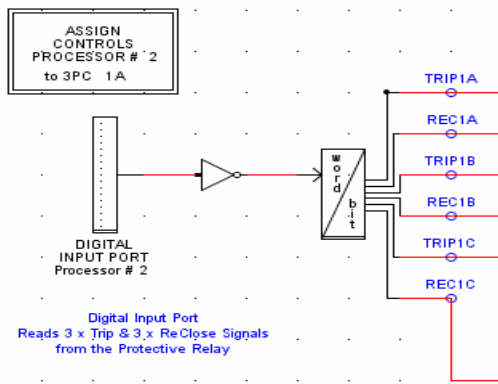 ASSIGN
CONTROLS
PROCESSOR # 2
to 3PC 1A
TRIP1A
REC1A
TRIP1B
REC1B
TRIP1C
REC1C
word
bit
DIGITAL
INPUT PORT
Processor # 2
Digital Input Port
Reads 3 x Trip & 3 x ReClose Signals
from the Protective Relay